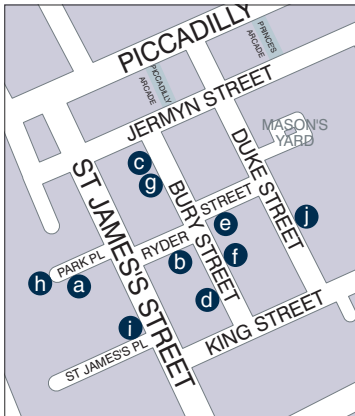 PICCADILLY
PICCADILLY
ARCADE
PRINCES
ARCADE
JERMYN STREET
MASON'S
YARD
ST JAMES'S STREET
BURY STREET
DUKE STREET
c
g
RYDER STREET
e
j
PARK PL
h
a
b
f
d
i
KING STREET
ST JAMES'S PL